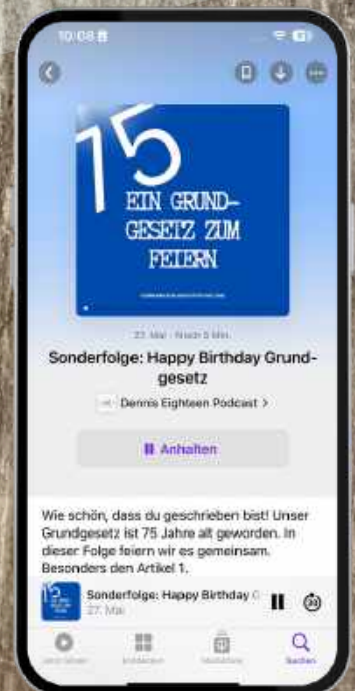 10:08
15
EIN GRUND-
GESETZ ZUM
FEIERN
27. Mai · Noch 5 Min.
Sonderfolge: Happy Birthday Grund-
gesetz
Dennis Eighteen Podcast >
Anhalten
Wie schön, dass du geschrieben bist! Unser
Grundgesetz ist 75 Jahre alt geworden. In
dieser Folge feiern wir es gemeinsam.
Besonders den Artikel 1.
Sonderfolge: Happy Birthday G
27. Mai
30
Suchen